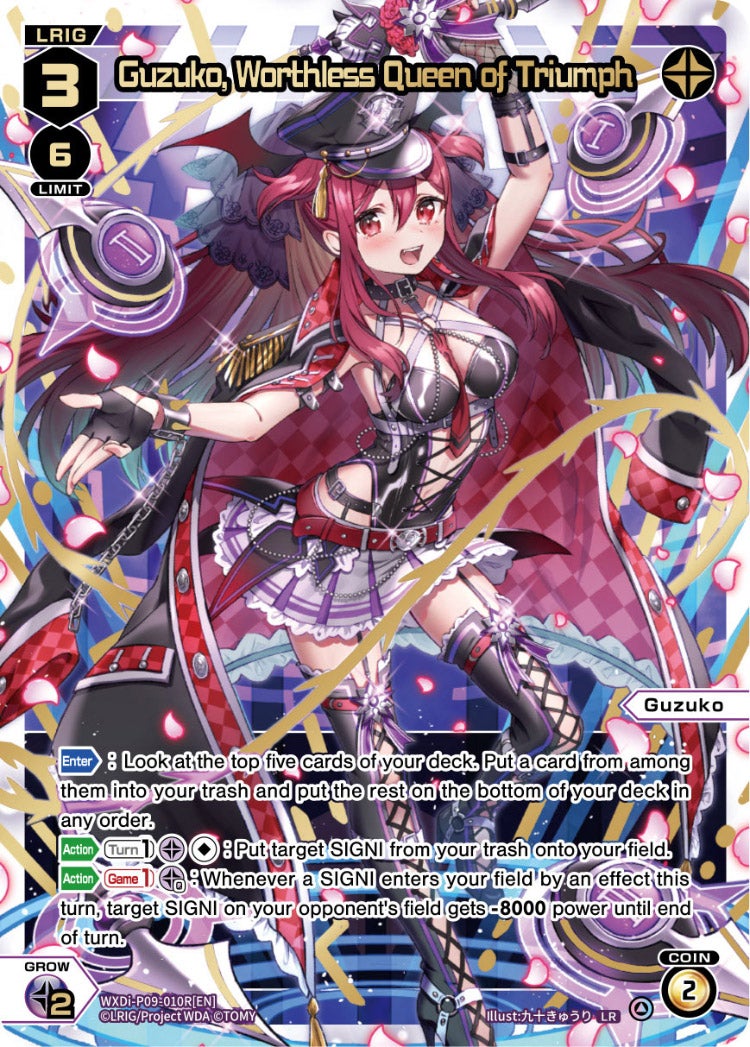 LRIG
3
Guzuko, Worthless Queen of Triumph
6
LIMIT
I
II
Guzuko
Enter : Look at the top five cards of your deck. Put a card from among
them into your trash and put the rest on the bottom of your deck in
any order.
Action Turn 1 : Put target SIGNI from your trash onto your field.
Action Game 1 0 : Whenever a SIGNI enters your field by an effect this
turn, target SIGNI on your opponent's field gets -8000 power until end
of turn.
GROW
2
COIN
2
WXDi-P09-010R[EN]
©LRIG/Project WDA ©TOMY
Illust:九十きゅうり LR